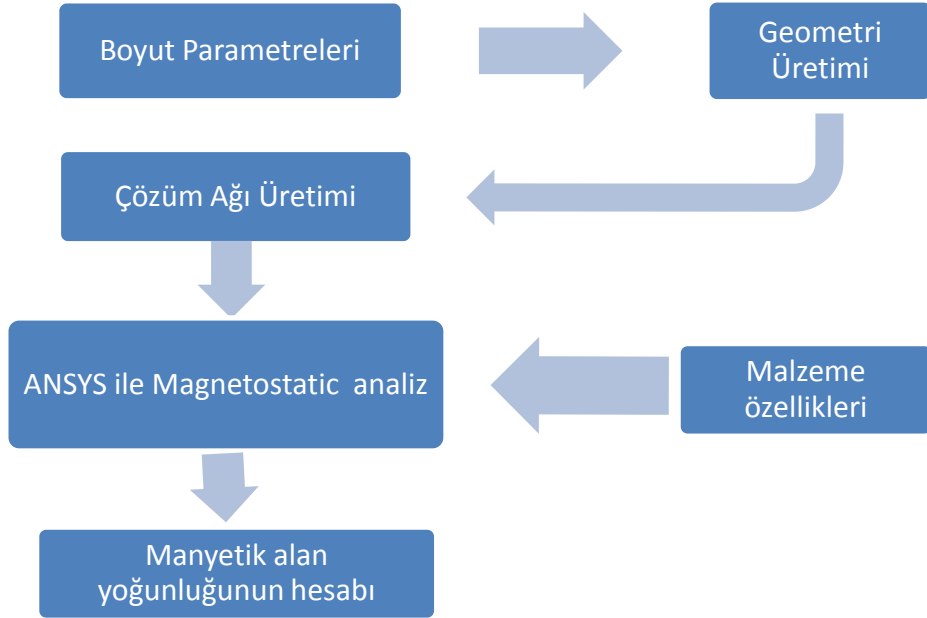 Boyut Parametreleri
Geometri
Üretimi
Çözüm Ağı Üretimi
ANSYS ile Magnetostatic  analiz
Malzeme
özellikleri
Manyetik alan
yoğunluğunun hesabı